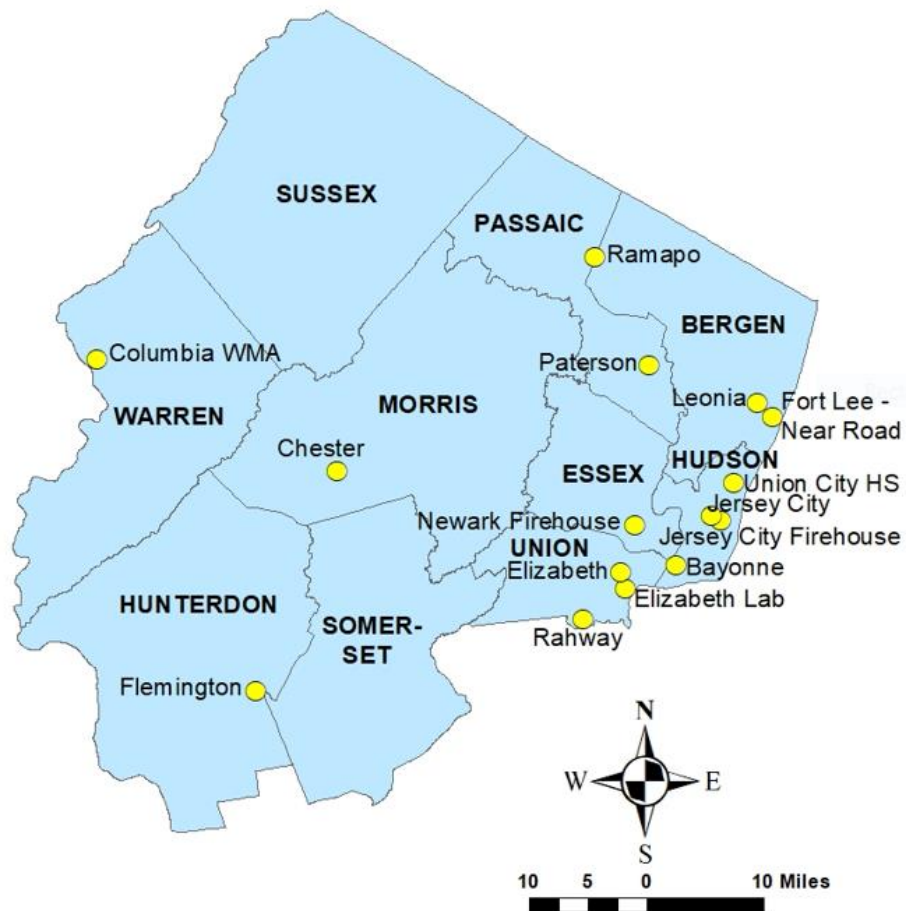 SUSSEX
PASSAIC
Ramapo
BERGEN
Columbia WMA
Paterson
WARREN
MORRIS
Leonia
Fort Lee -
Near Road
Chester
ESSEX
HUDSON
Union City HS
Jersey City
Newark Firehouse
Jersey City Firehouse
UNION
Elizabeth
Bayonne
Elizabeth Lab
HUNTERDON
SOMER-
SET
Rahway
Flemington
N
W
E
S
10 5 0 10 Miles